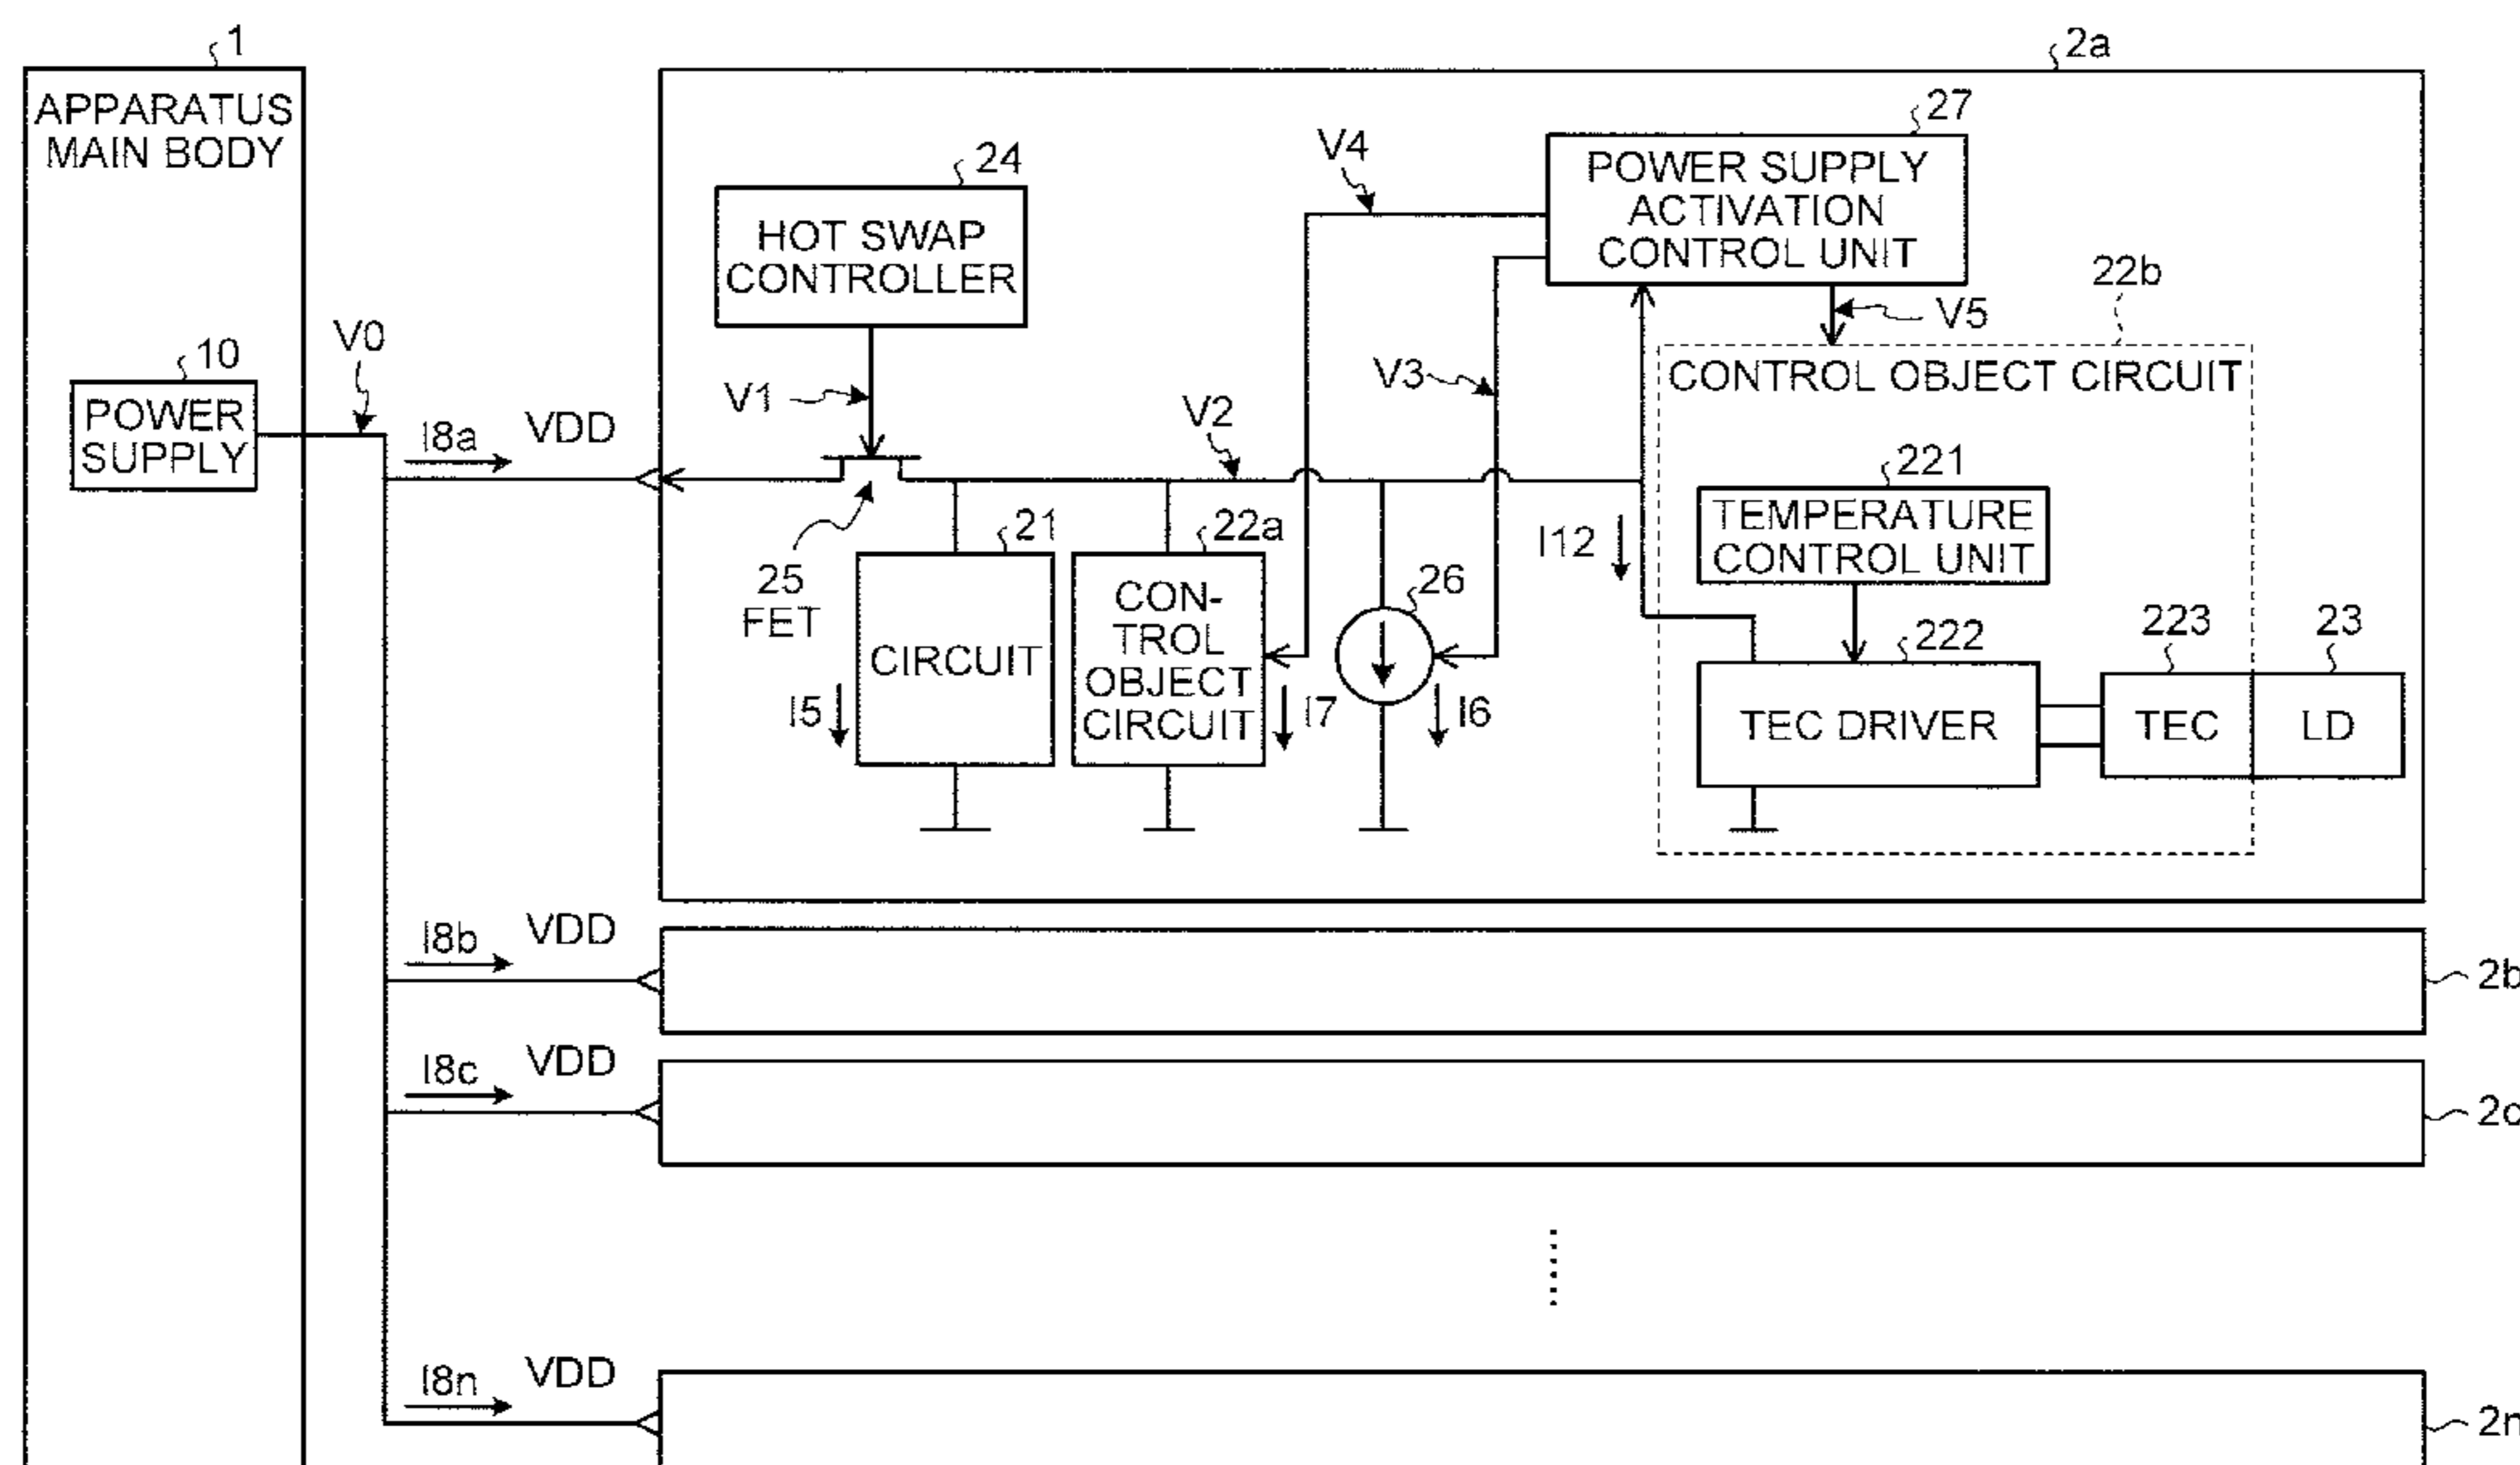 1
APPARATUS
MAIN BODY
10
POWER
SUPPLY
V0
I8a
VDD
2a
24
HOT SWAP
CONTROLLER
V1
25
FET
V2
21
CIRCUIT
I5
22a
CON-
TROL
OBJECT
CIRCUIT
I7
V4
V3
26
I6
27
POWER SUPPLY
ACTIVATION
CONTROL UNIT
V5
22b
CONTROL OBJECT CIRCUIT
I12
221
TEMPERATURE
CONTROL UNIT
222
TEC DRIVER
223
TEC
23
LD
I8b
VDD
2b
I8c
VDD
2c
I8n
VDD
2n